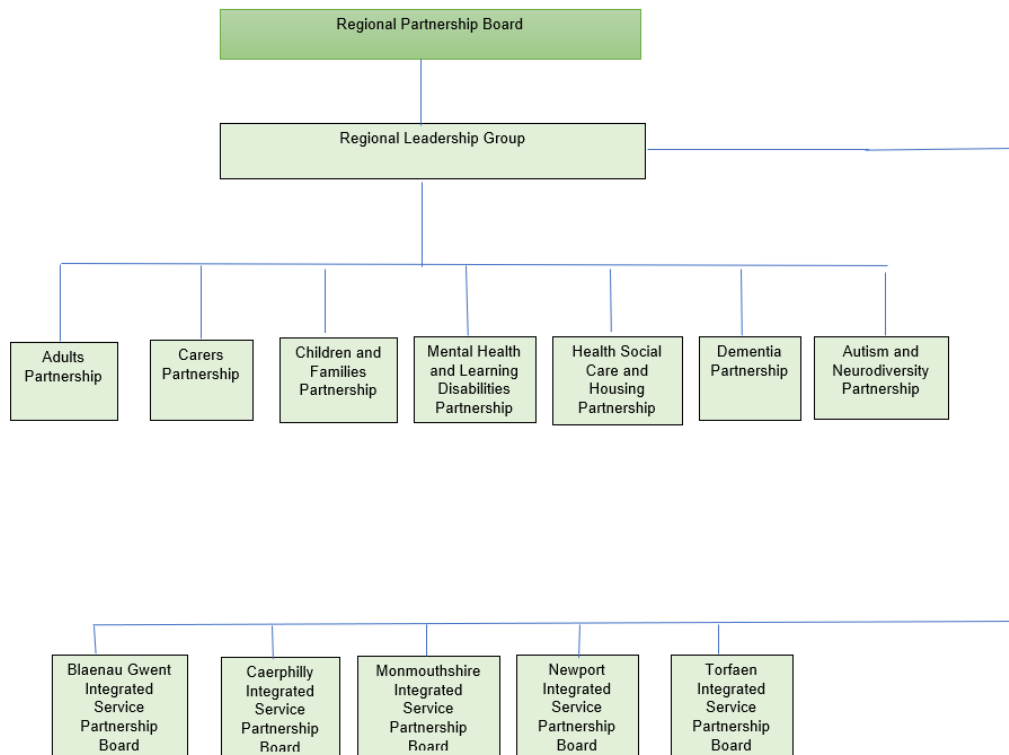 Regional Partnership Board
Regional Leadership Group
Adults
Partnership
Carers
Partnership
Children and
Families
Partnership
Mental Health
and Learning
Disabilities
Partnership
Health Social
Care and
Housing
Partnership
Dementia
Partnership
Autism and
Neurodiversity
Partnership
Blaenau Gwent
Integrated
Service
Partnership
Board
Caerphilly
Integrated
Service
Partnership
Board
Monmouthshire
Integrated
Service
Partnership
Board
Newport
Integrated
Service
Partnership
Board
Torfaen
Integrated
Service
Partnership
Board